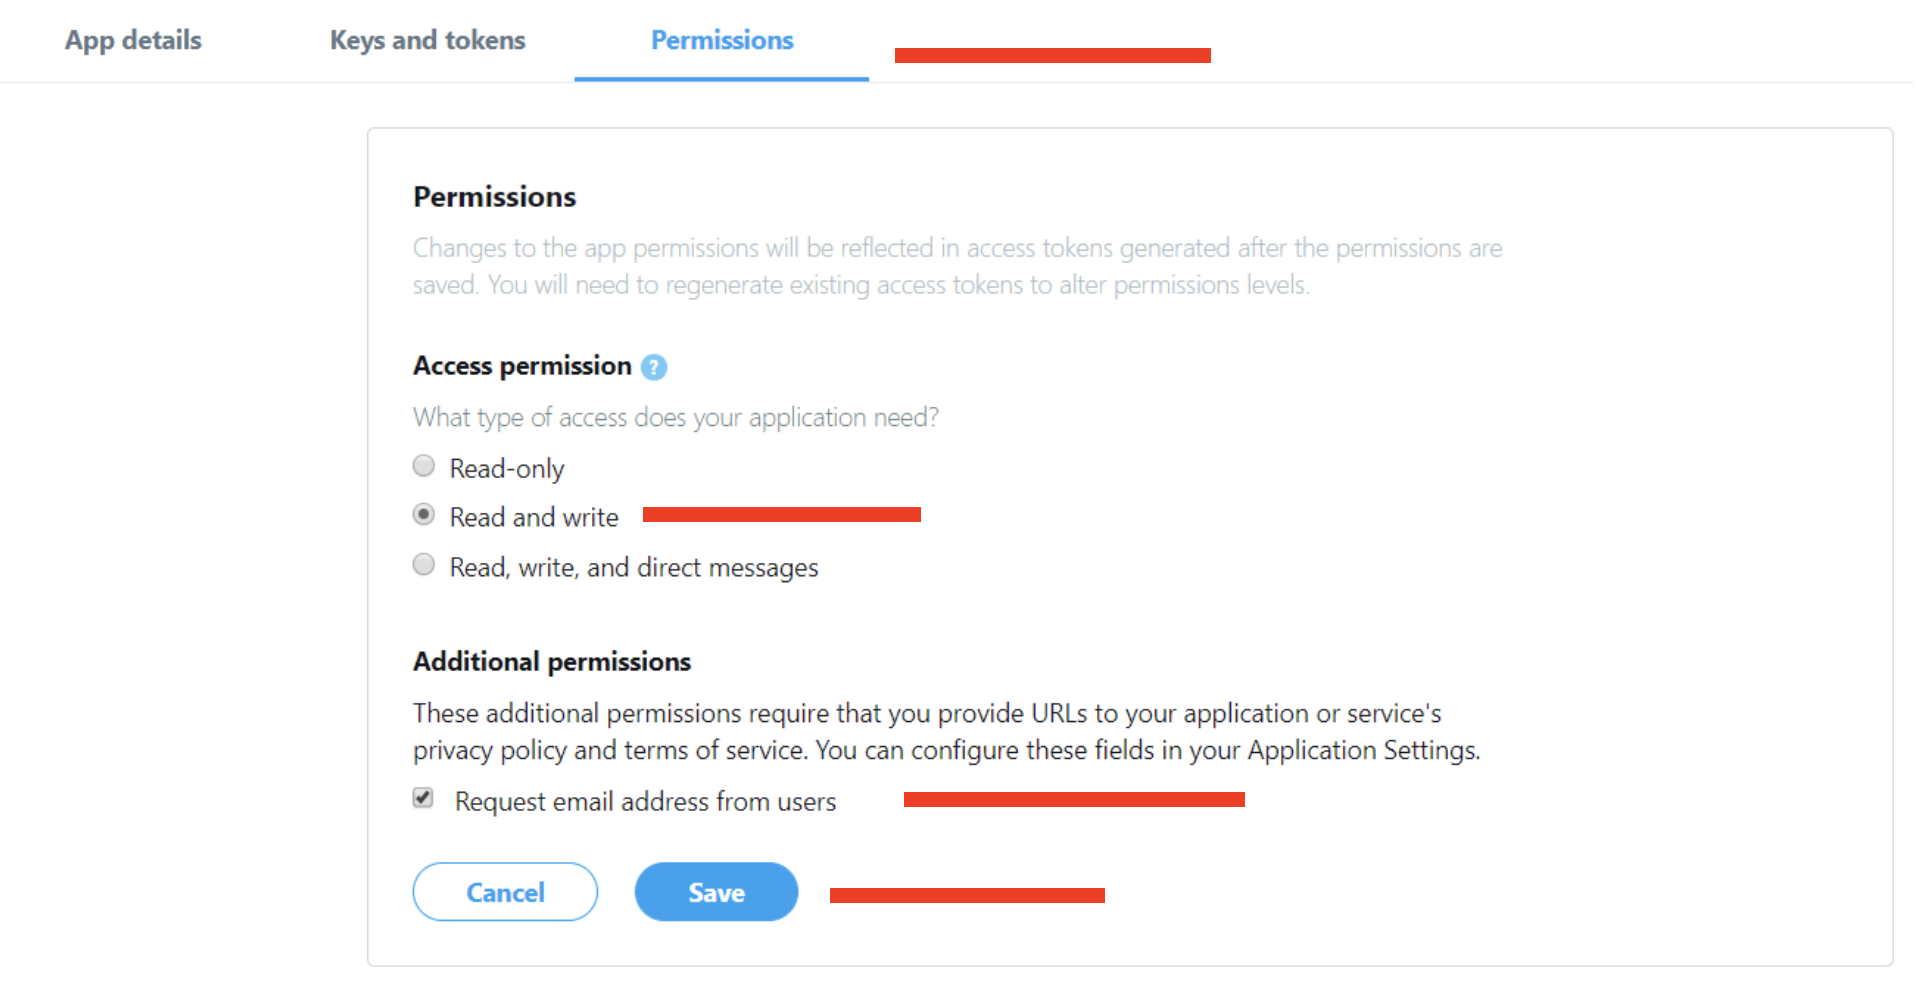 App details
Keys and tokens
Permissions
Permissions
Changes to the app permissions will be reflected in access tokens generated after the permissions are
saved. You will need to regenerate existing access tokens to alter permissions levels.
Access permission ?
What type of access does your application need?
Read-only
Read and write
Read, write, and direct messages
Additional permissions
These additional permissions require that you provide URLs to your application or service's
privacy policy and terms of service. You can configure these fields in your Application Settings.
Request email address from users
Cancel
Save